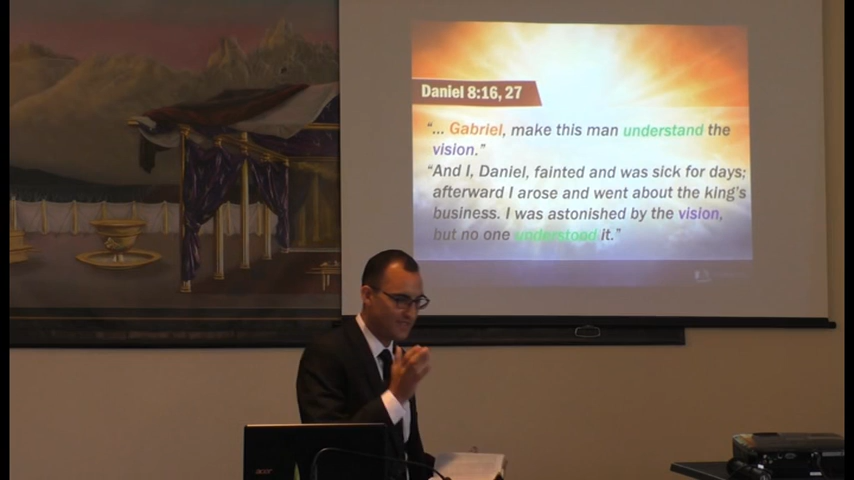 Daniel 8:16, 27
“... Gabriel, make this man understand the
vision.”
“And I, Daniel, fainted and was sick for days;
afterward I arose and went about the king's
business. I was astonished by the vision,
but no one understood it.”
acer